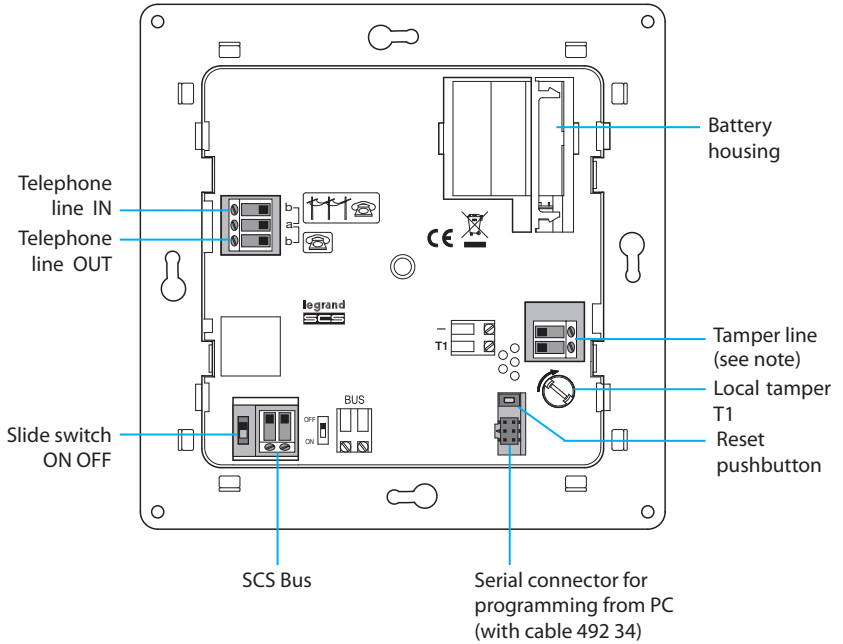 Battery
housing
Telephone
line IN
Telephone
line OUT
b
a
b
CE
legrand
SCS
–
T1
Tamper line
(see note)
Local tamper
T1
Reset
pushbutton
BUS
OFF
ON
Slide switch
ON OFF
SCS Bus
Serial connector for
programming from PC
(with cable 492 34)